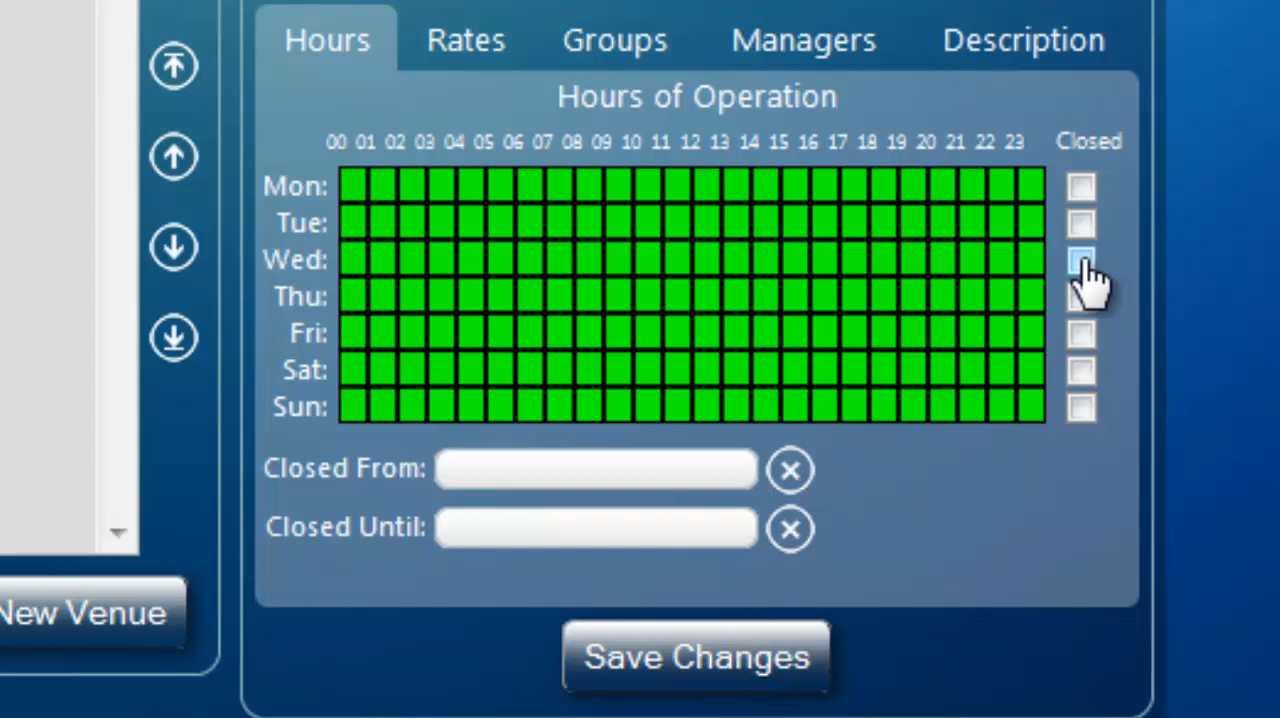 Hours Rates Groups Managers Description
Hours of Operation
00 01 02 03 04 05 06 07 08 09 10 11 12 13 14 15 16 17 18 19 20 21 22 23 Closed
Mon:
Tue:
Wed:
Thu:
Fri:
Sat:
Sun:
Closed From:
Closed Until:
New Venue
Save Changes